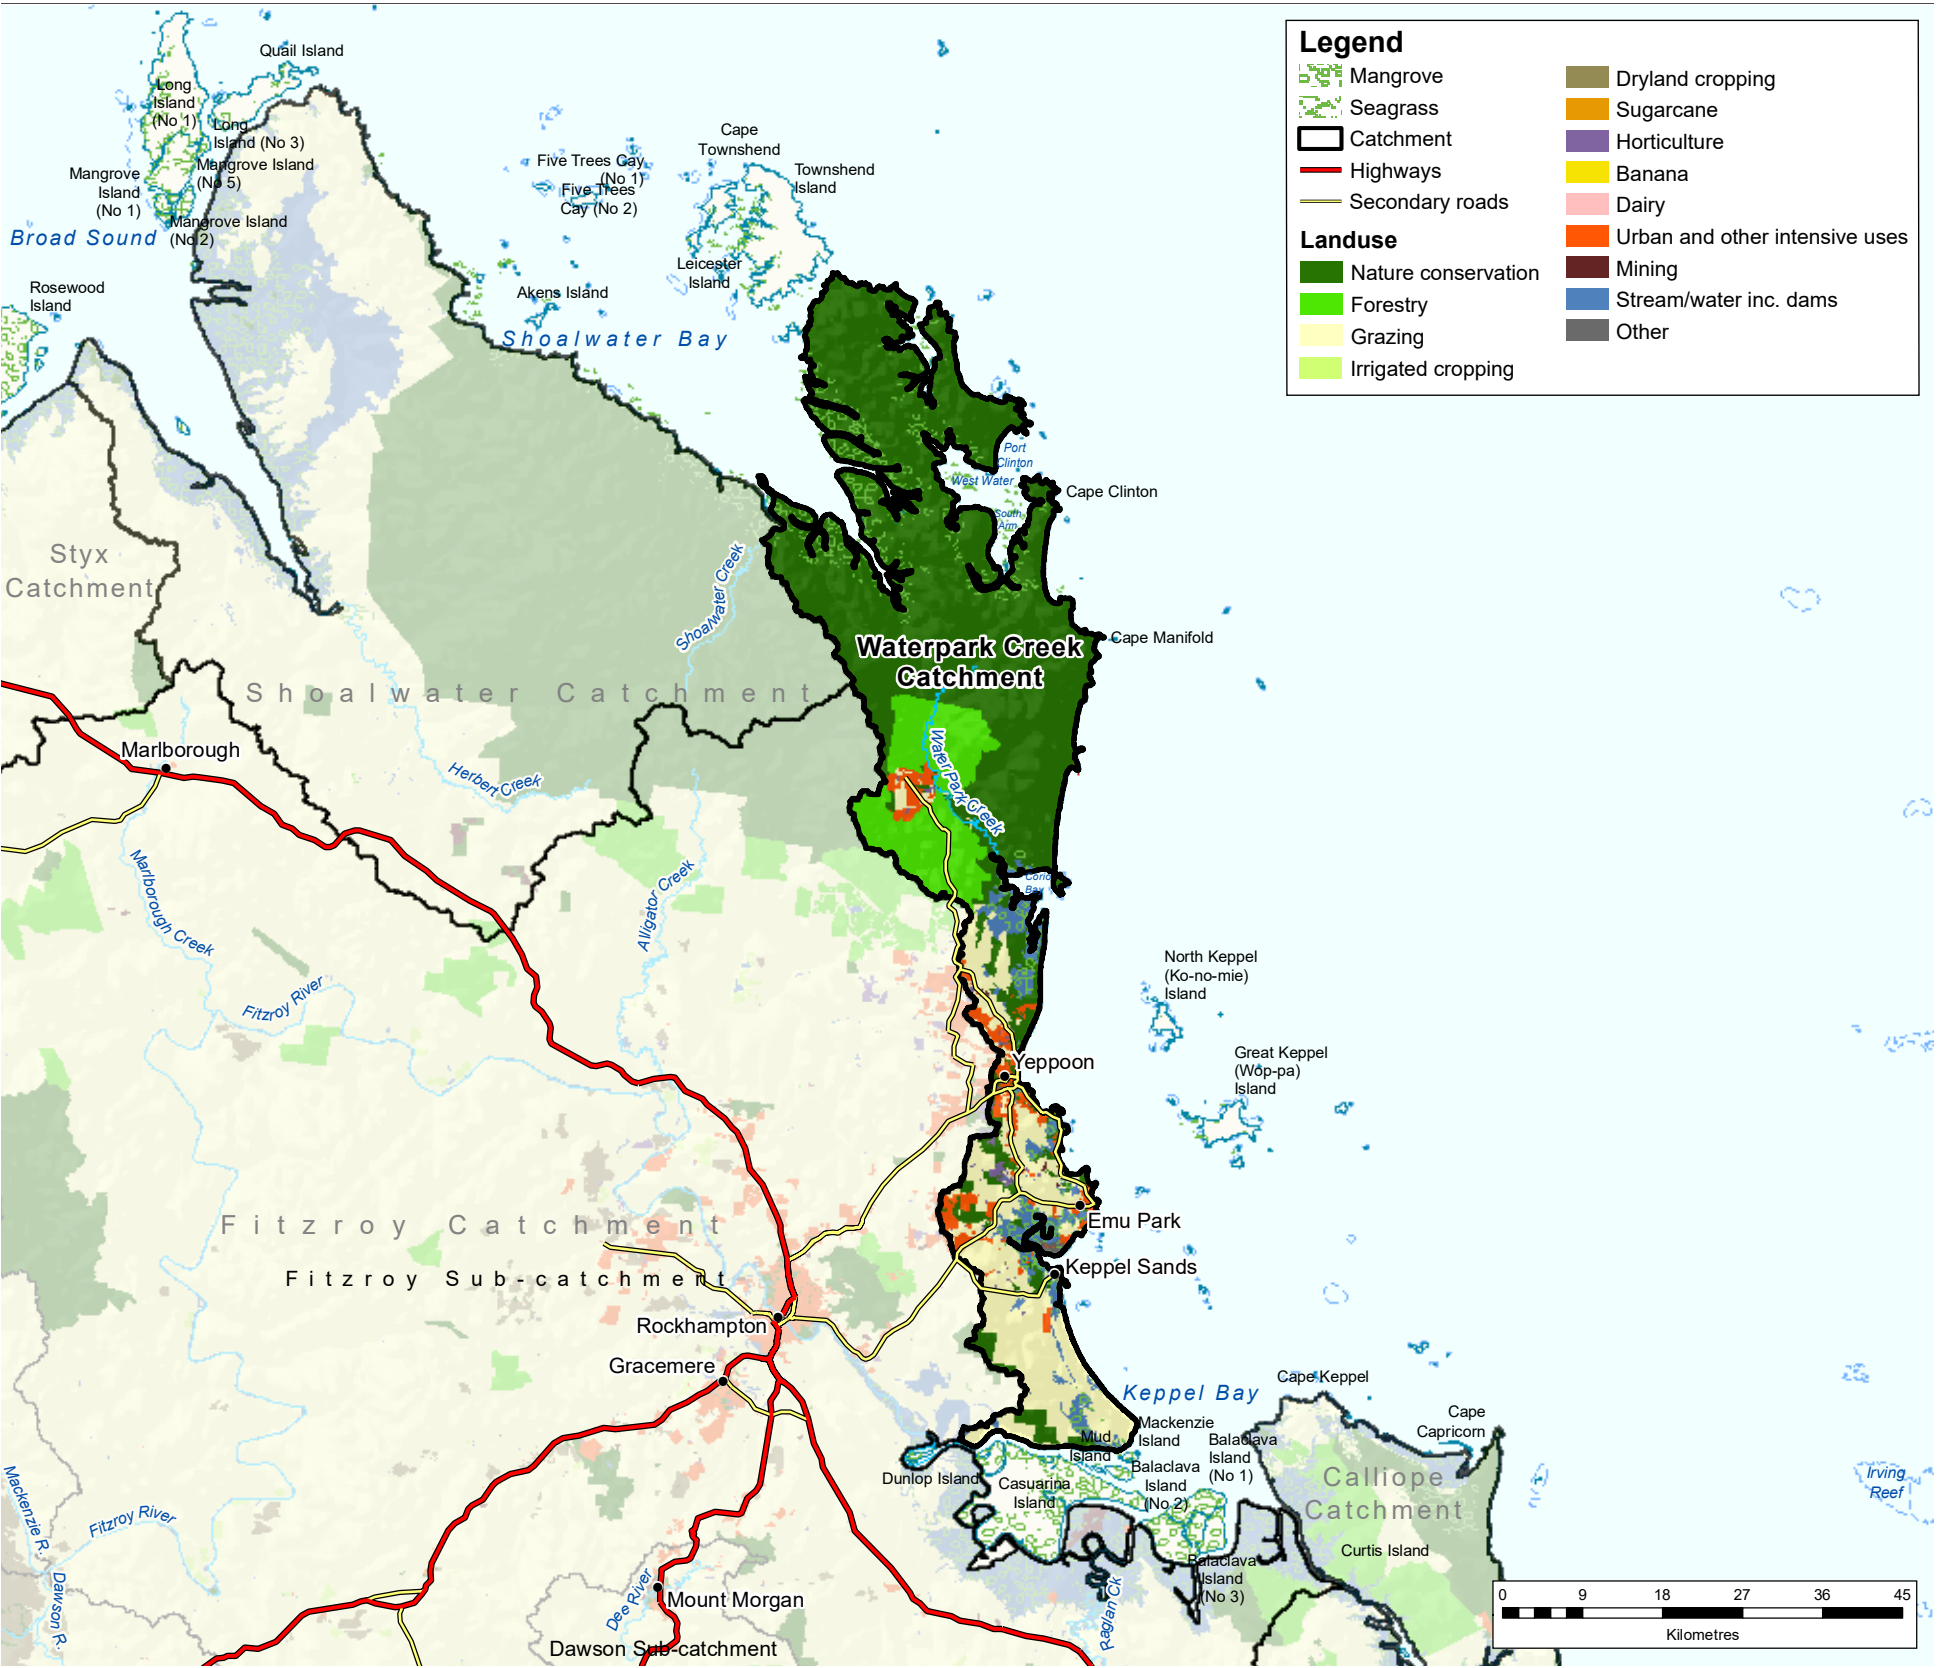 Quail Island
Long
Island
(No 1)
Long
Island (No 3)
Mangrove Island
(No 5)
Mangrove
Island
(No 1)
Mangrove Island
(No 2)
Broad Sound
Rosewood
Island
Five Trees Cay
(No 1)
Five Trees
Cay (No 2)
Cape
Townshend
Townshend
Island
Leicester
Island
Akens Island
Shoalwater Bay
Legend
Mangrove
Seagrass
Catchment
Highways
Secondary roads
Landuse
Nature conservation
Forestry
Grazing
Irrigated cropping
Dryland cropping
Sugarcane
Horticulture
Banana
Dairy
Urban and other intensive uses
Mining
Stream/water inc. dams
Other
Port
Clinton
West Water
South
Arm
Cape Clinton
Styx
Catchment
Shoalwater Creek
Cape Manifold
Waterpark Creek
Catchment
Shoalwater Catchment
Marlborough
Herbert Creek
Water Park Creek
Marlborough Creek
Alligator Creek
Corio
Bay
Fitzroy River
North Keppel
(Ko-no-mie)
Island
Great Keppel
(Wop-pa)
Island
Yeppoon
Fitzroy Catchment
Fitzroy Sub-catchment
Emu Park
Keppel Sands
Rockhampton
Gracemere
Keppel Bay
Cape Keppel
Cape
Capricorn
Mackenzie
Island
Mud
Island
Balaclava
Island
(No 1)
Balaclava
Island
(No 2)
Dunlop Island
Casuarina
Island
Calliope
Catchment
Irving
Reef
Mackenzie R.
Fitzroy River
Dawson R.
Curtis Island
Balaclava
Island
(No 3)
Dee River
Mount Morgan
Raglan Ck
Dawson Sub-catchment
0 9 18 27 36 45
Kilometres